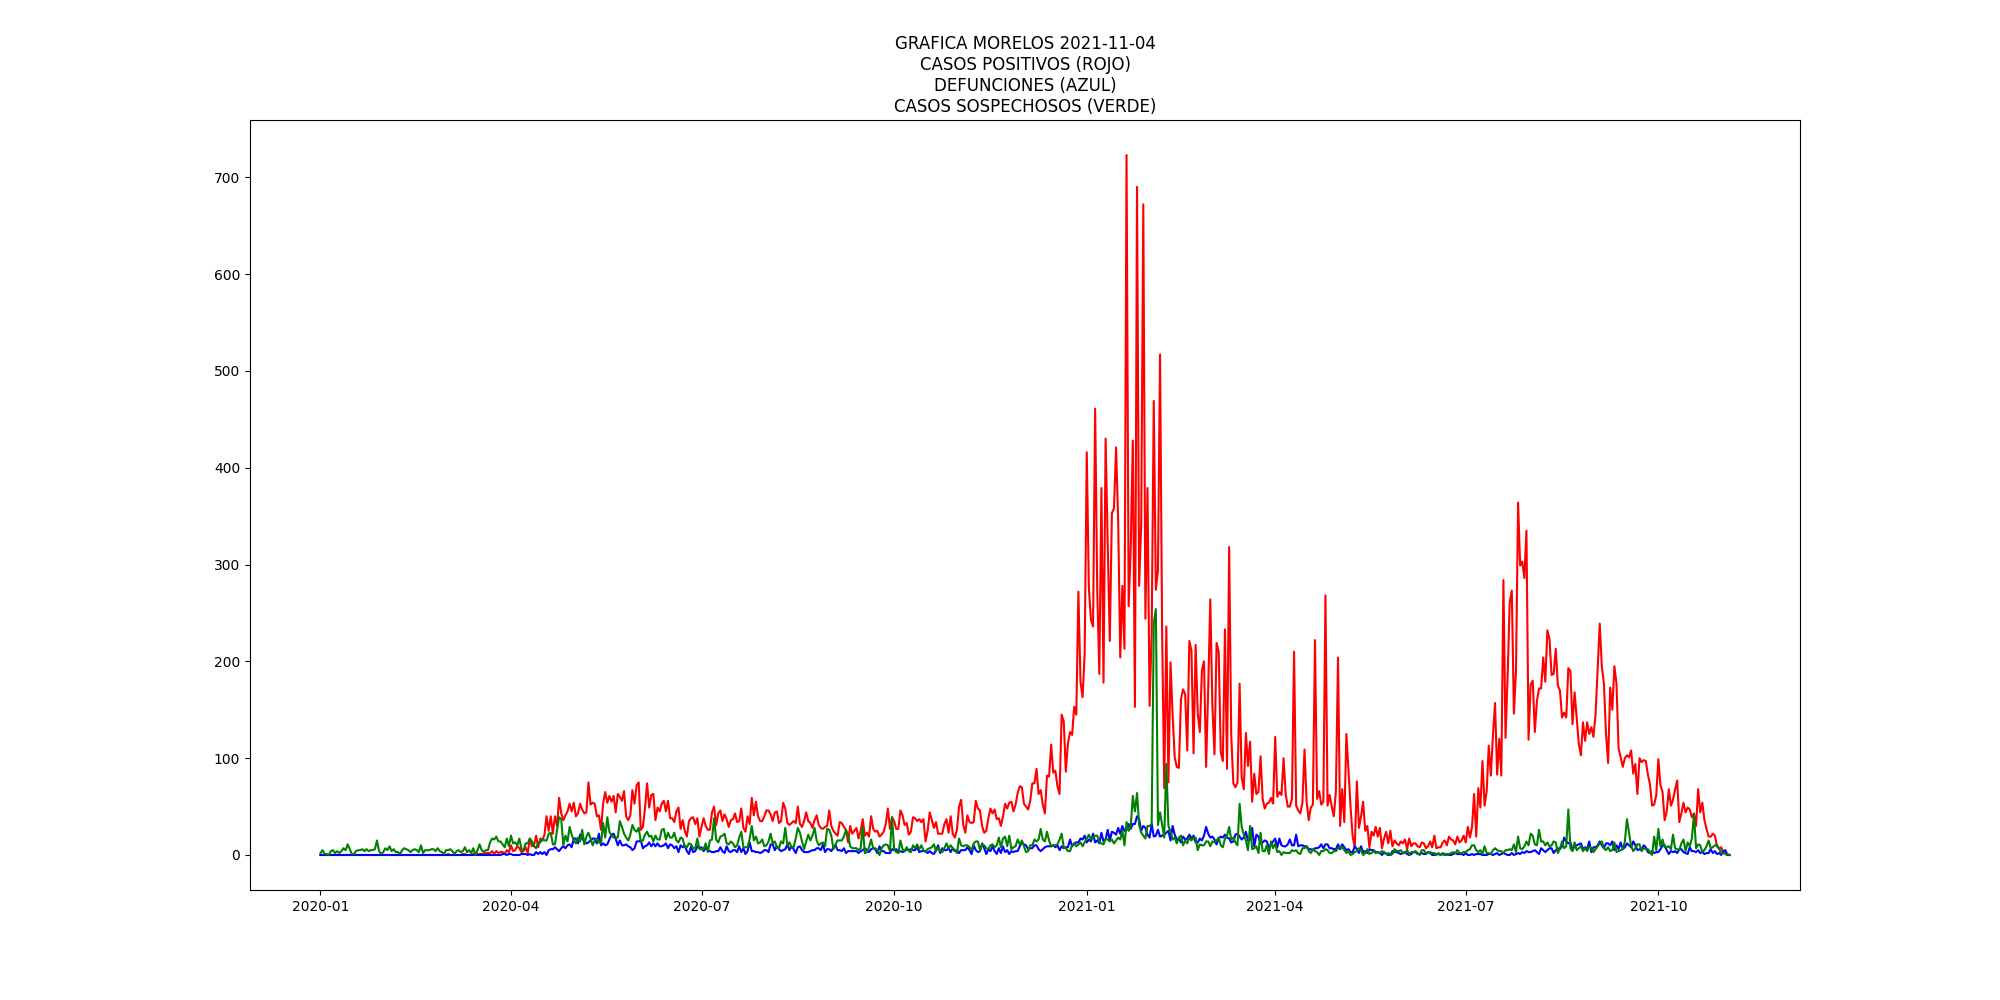 GRAFICA MORELOS 2021-11-04
CASOS POSITIVOS (ROJO)
DEFUNCIONES (AZUL)
CASOS SOSPECHOSOS (VERDE)
700
600
500
400
300
200
100
0
2020-01 2020-04 2020-07 2020-10 2021-01 2021-04 2021-07 2021-10